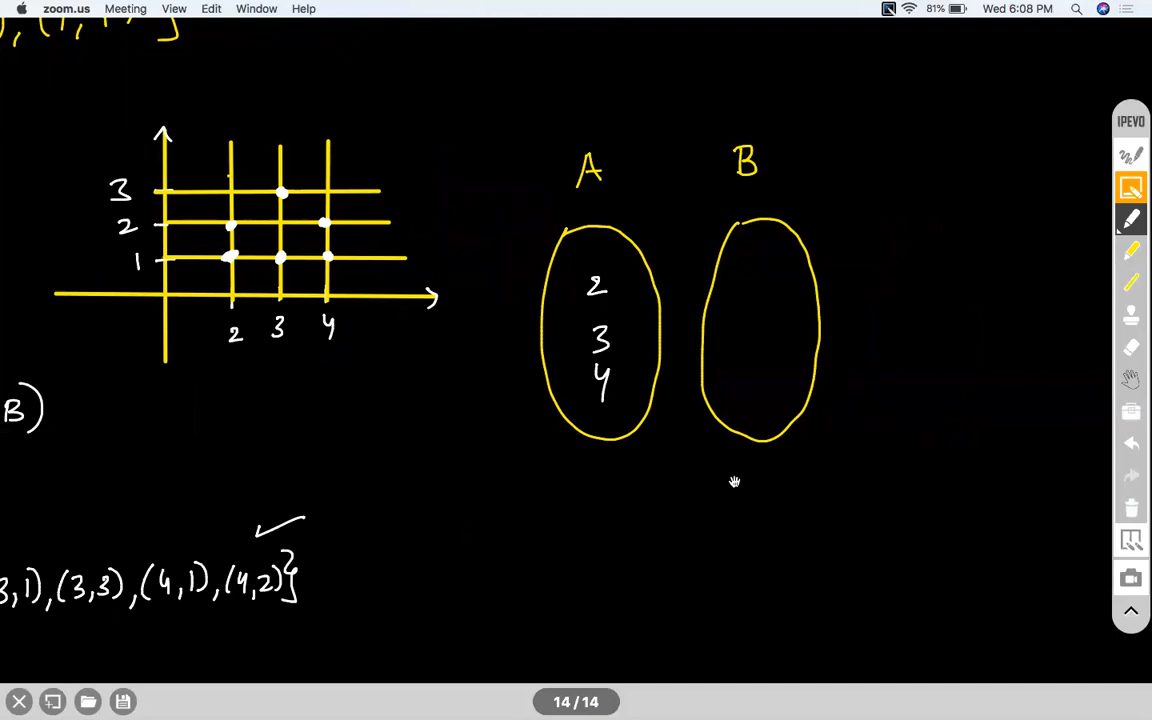 zoom.us Meeting View Edit Window Help 81% Wed 6:08 PM
A B
IPEVO
3
2
1
2 3 4
2
3
4
B)
3,1),(3,3),(4,1),(4,2)}
14/14